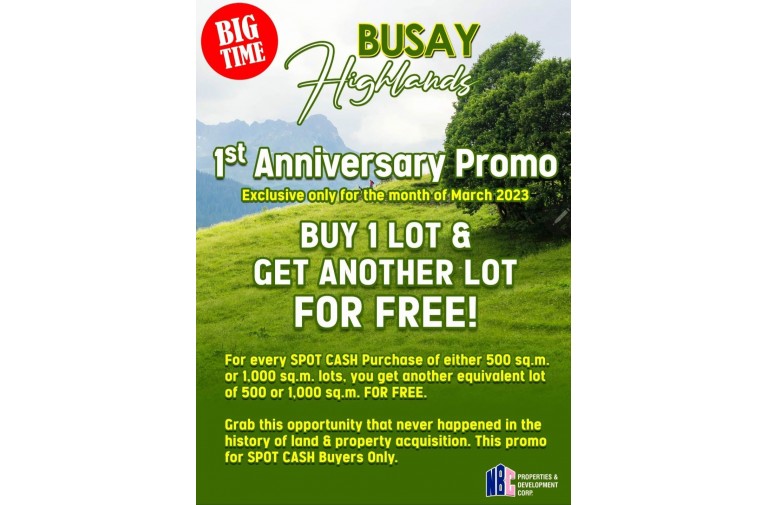 BIG
TIME
BUSAY
Highlands
1st Anniversary Promo
Exclusive only for the month of March 2023
BUY 1 LOT &
GET ANOTHER LOT
FOR FREE!
For every SPOT CASH Purchase of either 500 sq.m.
or 1,000 sq.m. lots, you get another equivalent lot
of 500 or 1,000 sq.m. FOR FREE.
Grab this opportunity that never happened in the
history of land & property acquisition. This promo
for SPOT CASH Buyers Only.
NBC
PROPERTIES &
DEVELOPMENT
CORP.